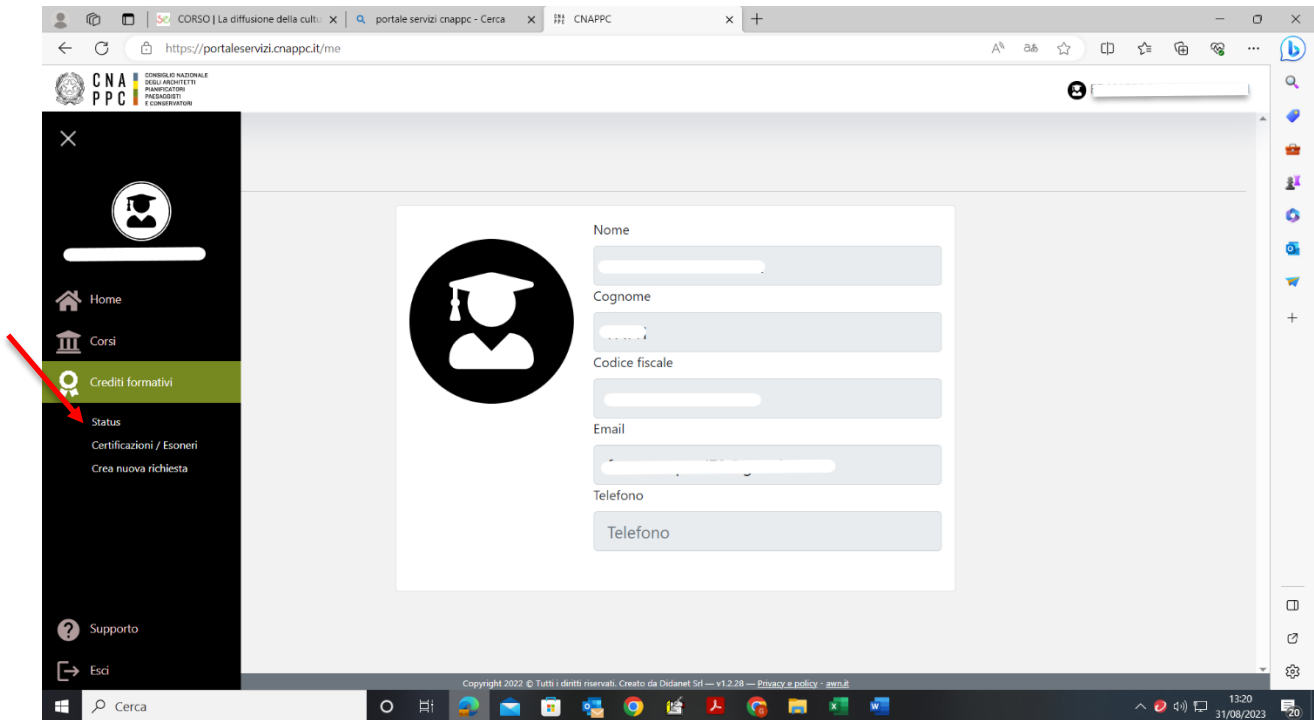 CORSO | La diffusione della cultu
portale servizi cnappc - Cerca
CNAPPC
https://portaleservizi.cnappc.it/me
CNA
PPC
CONSIGLIO NAZIONALE
DEGLI ARCHITETTI
PIANIFICATORI
PAESAGGISTI
E CONSERVATORI
Home
Corsi
Crediti formativi
Status
Certificazioni / Esoneri
Crea nuova richiesta
Supporto
Esci
Nome
Cognome
Codice fiscale
Email
Telefono
Telefono
Copyright 2022 © Tutti i diritti riservati. Creato da Didanet Srl — v1.2.28 — Privacy e policy - awn.it
Cerca
13:20
31/08/2023
20